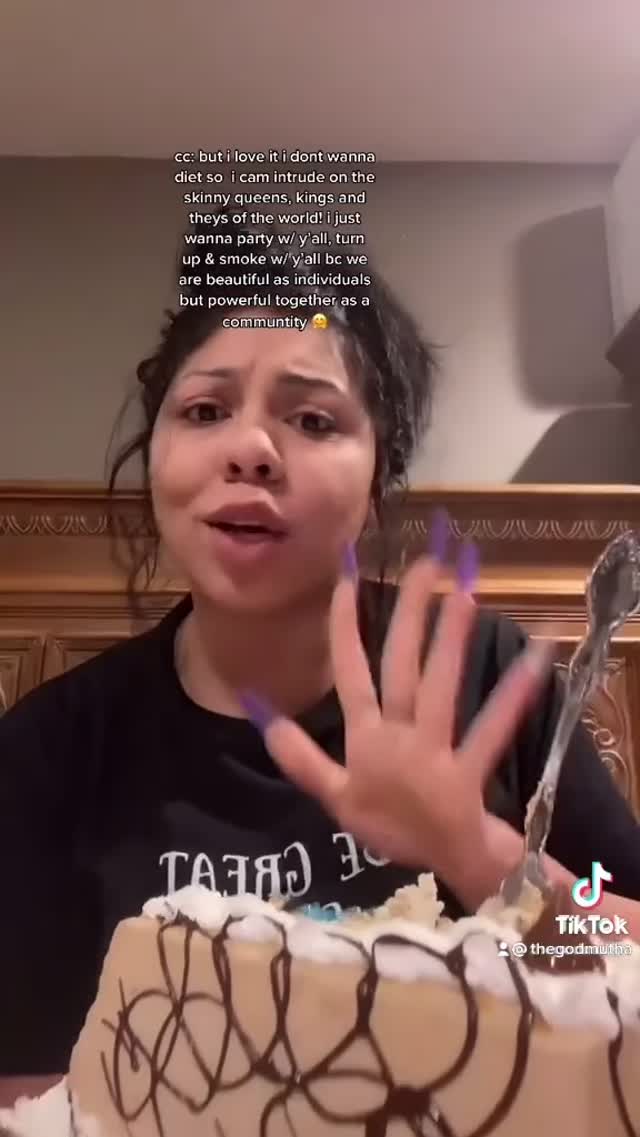 cc: but i love it i dont wanna
diet so i cam intrude on the
skinny queens, kings and
theys of the world! i just
wanna party w/ y'all, turn
up & smoke w/ y'all bc we
are beautiful as individuals
but powerful together as a
communtity 🤗
BE GREAT
TikTok
@ thegodmutha